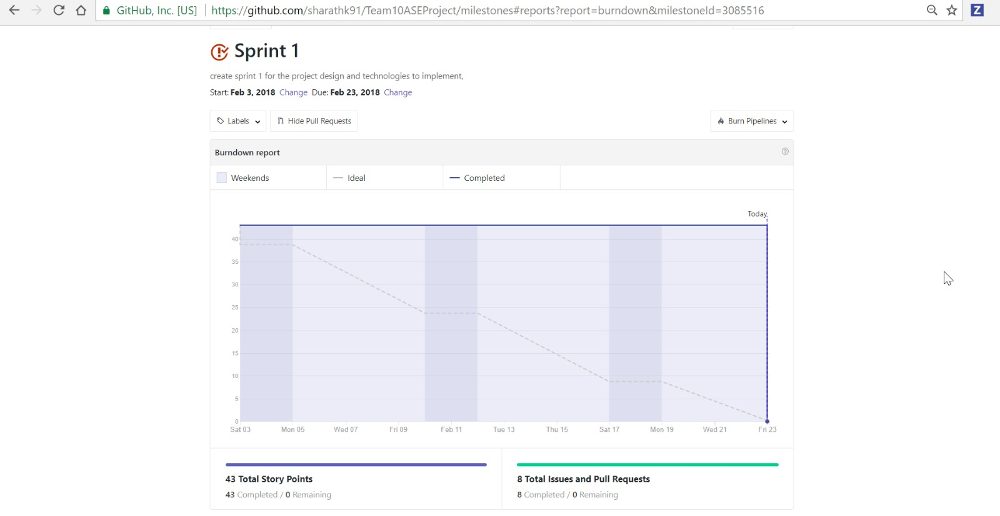 GitHub, Inc. [US] https://github.com/sharathk91/Team10ASEProject/milestones#reports?report=burndown&milestoneId=3085516
Z
Sprint 1
create sprint 1 for the project design and technologies to implement,
Start: Feb 3, 2018 Change Due: Feb 23, 2018 Change
Labels Hide Pull Requests Burn Pipelines
Burndown report
Weekends Ideal Completed
Today
40
35
30
25
20
15
10
5
0
Sat 03 Mon 05 Wed 07 Fri 09 Feb 11 Tue 13 Thu 15 Sat 17 Mon 19 Wed 21 Fri 23
43 Total Story Points 8 Total Issues and Pull Requests
43 Completed / 0 Remaining 8 Completed / 0 Remaining